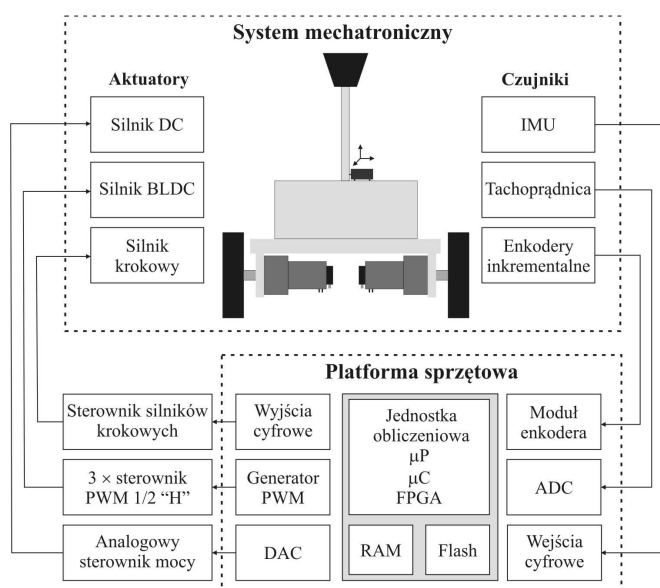 System mechatroniczny
Aktuatory
Czujniki
Silnik DC
IMU
Silnik BLDC
Tachoprądnica
Silnik
krokowy
Enkodery
inkrementalne
Platforma sprzętowa
Sterownik silników
krokowych
Wyjścia
cyfrowe
Jednostka
obliczeniowa
μP
μC
FPGA
Moduł
enkodera
3 × sterownik
PWM 1/2 “H”
Generator
PWM
ADC
Analogowy
sterownik mocy
DAC
RAM
Flash
Wejścia
cyfrowe